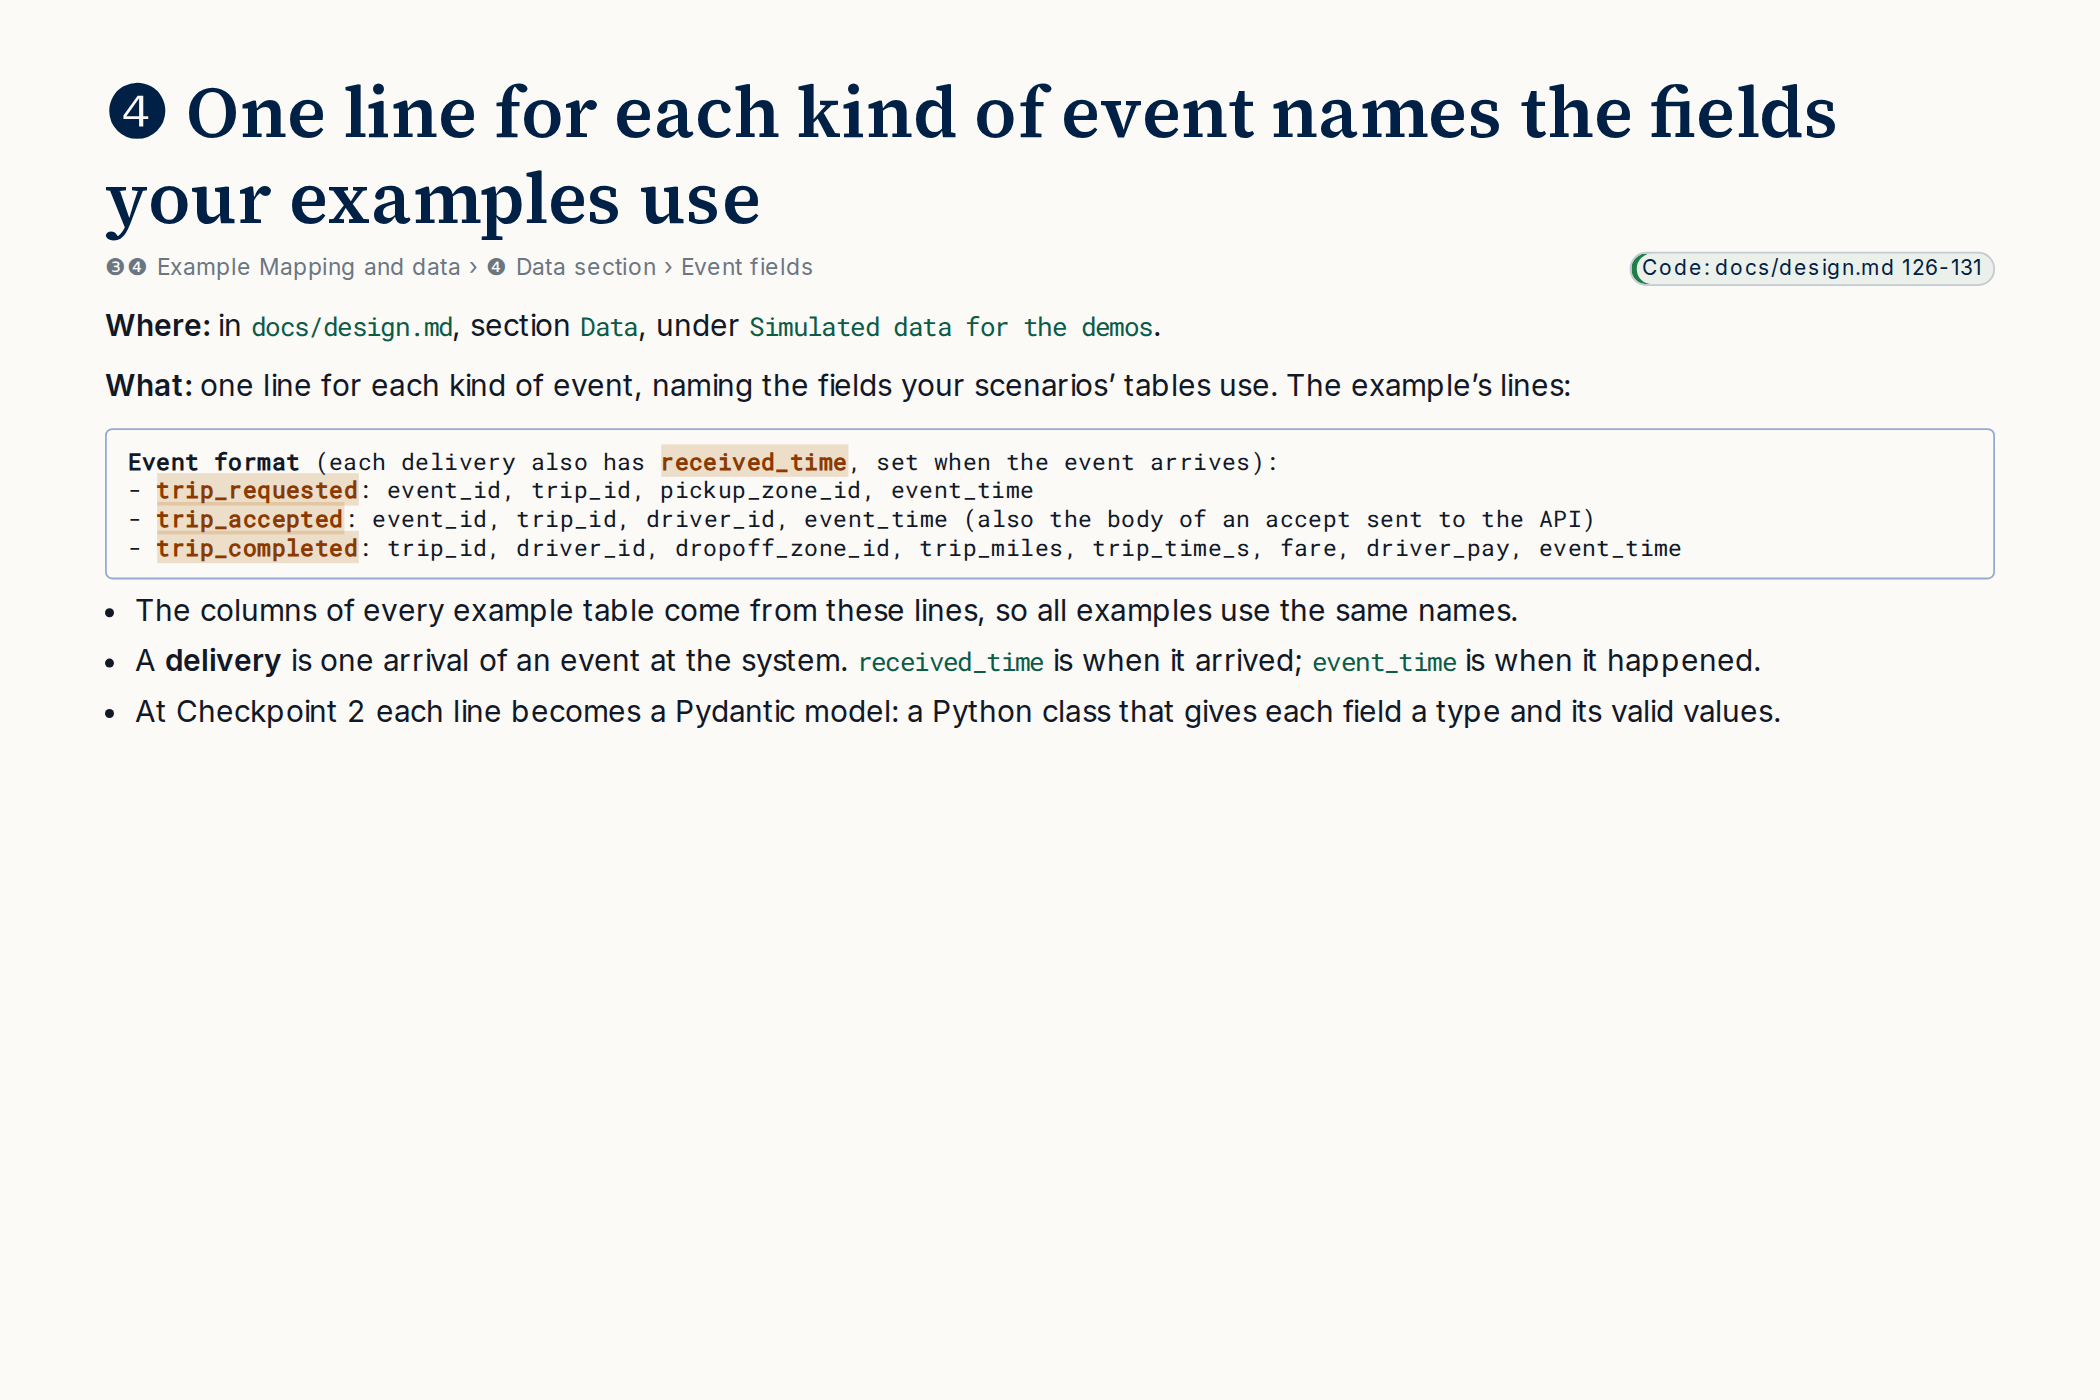 ❹ One line for each kind of event names the fields
your examples use
❸❹ Example Mapping and data › ❹ Data section › Event fields
Code: docs/design.md 126-131
Where: in docs/design.md, section Data, under Simulated data for the demos.
What: one line for each kind of event, naming the fields your scenarios’ tables use. The example’s lines:
Event format (each delivery also has received_time, set when the event arrives):
- trip_requested: event_id, trip_id, pickup_zone_id, event_time
- trip_accepted: event_id, trip_id, driver_id, event_time (also the body of an accept sent to the API)
- trip_completed: trip_id, driver_id, dropoff_zone_id, trip_miles, trip_time_s, fare, driver_pay, event_time
• The columns of every example table come from these lines, so all examples use the same names.
• A delivery is one arrival of an event at the system. received_time is when it arrived; event_time is when it happened.
• At Checkpoint 2 each line becomes a Pydantic model: a Python class that gives each field a type and its valid values.